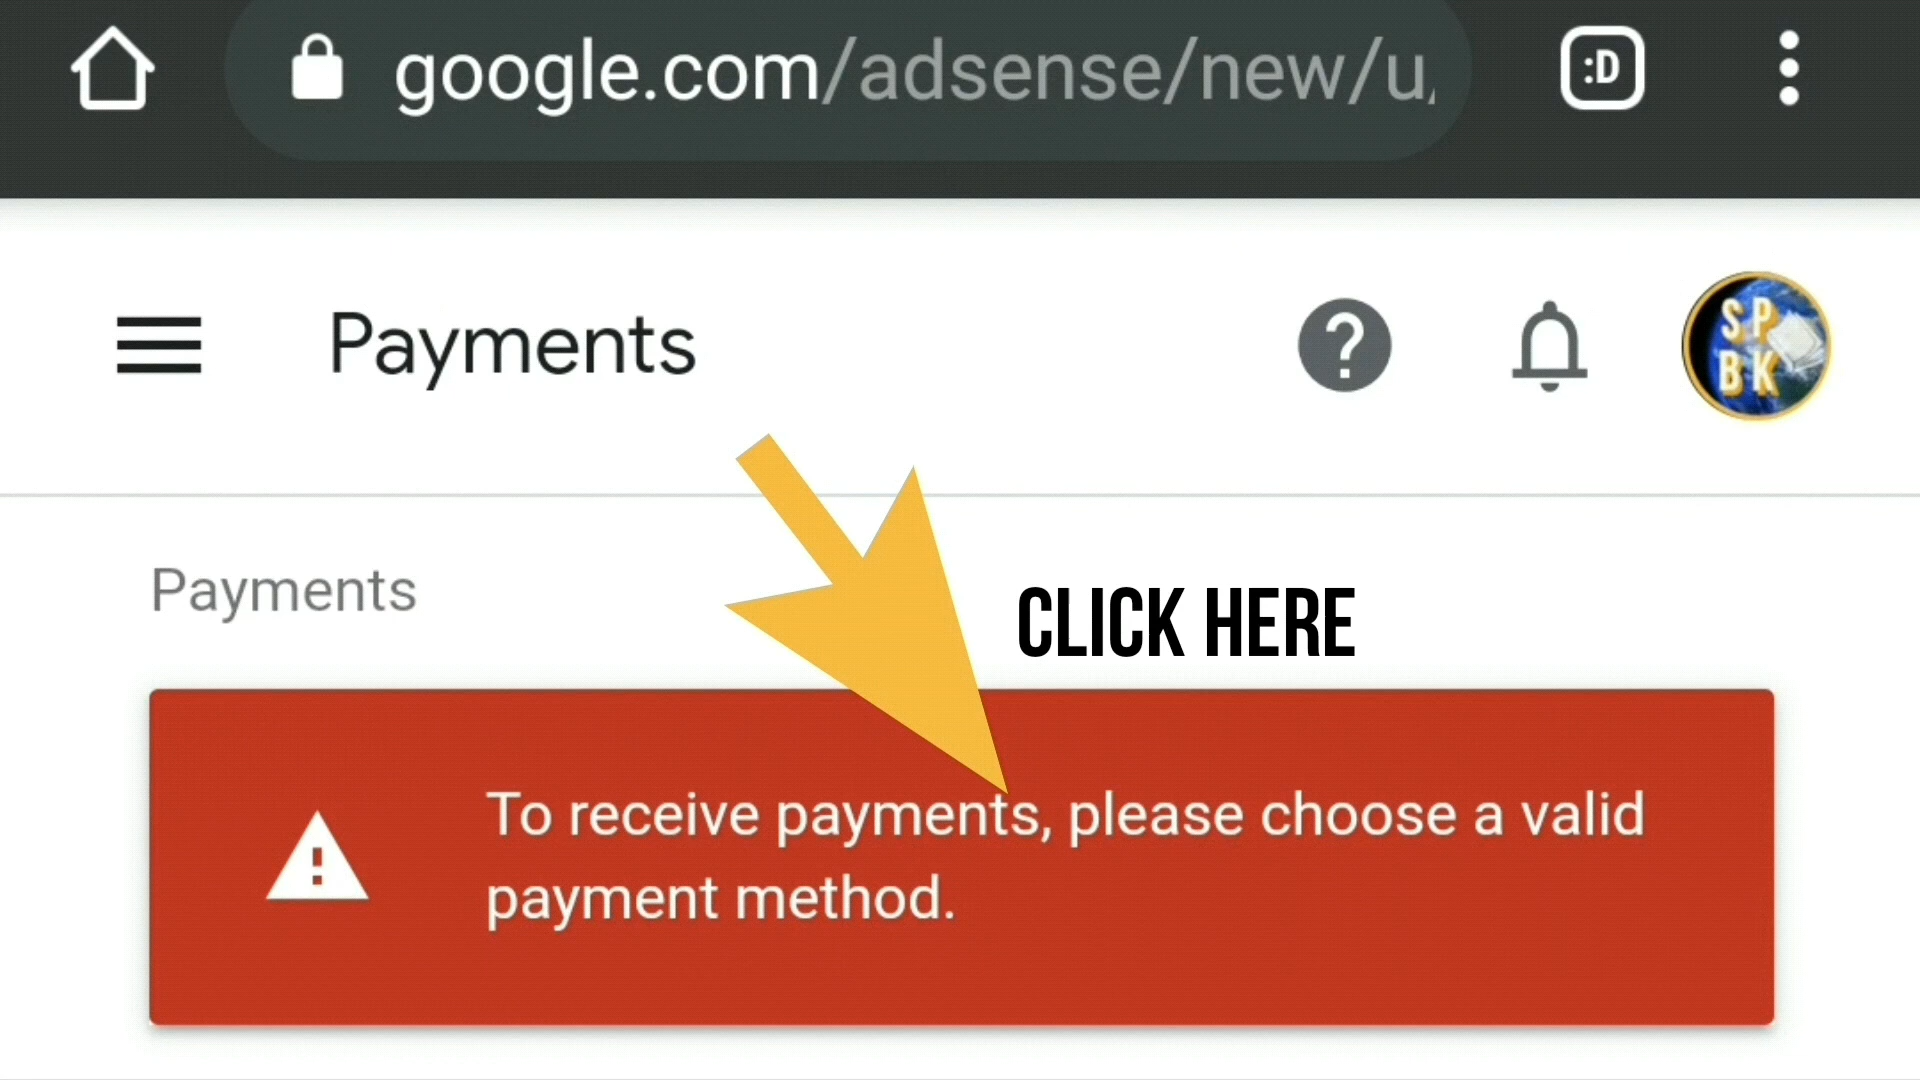 google.com/adsense/new/u/
:D
Payments
S P
B K
Payments
CLICK HERE
To receive payments, please choose a valid
payment method.